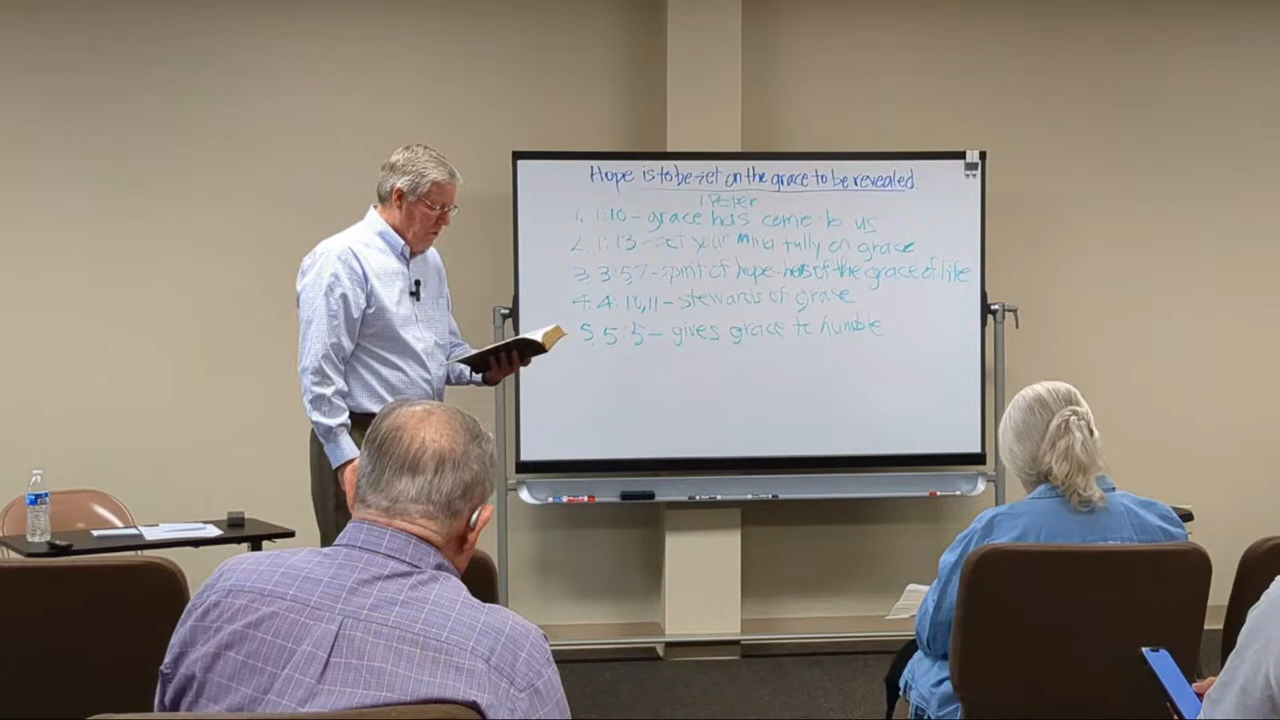 Hope is to be set on the grace to be revealed
1 Peter
1. 1:10 - grace has come to us
2. 1:13 - set your mind fully on grace
3. 3:5,7 - spirit of hope - heirs of the grace of life
4. 4:10,11 - stewards of grace
5. 5:5 - gives grace to humble